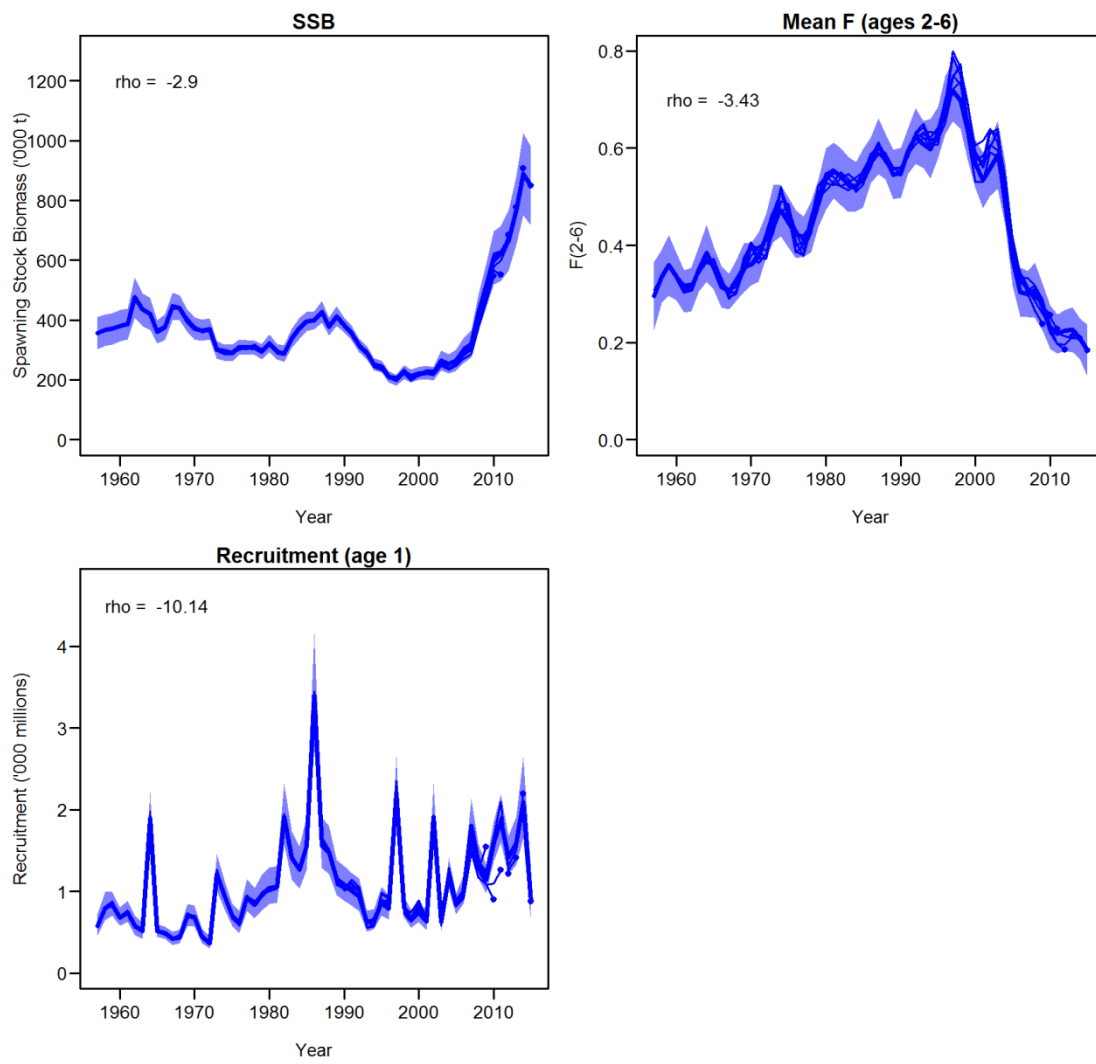 SSB
rho = -2.9
Spawning Stock Biomass ('000 t)
1200
1000
800
600
400
200
0
1960 1970 1980 1990 2000 2010
Year
Mean F (ages 2-6)
rho = -3.43
F(2-6)
0.8
0.6
0.4
0.2
0.0
1960 1970 1980 1990 2000 2010
Year
Recruitment (age 1)
rho = -10.14
Recruitment ('000 millions)
4
3
2
1
0
1960 1970 1980 1990 2000 2010
Year